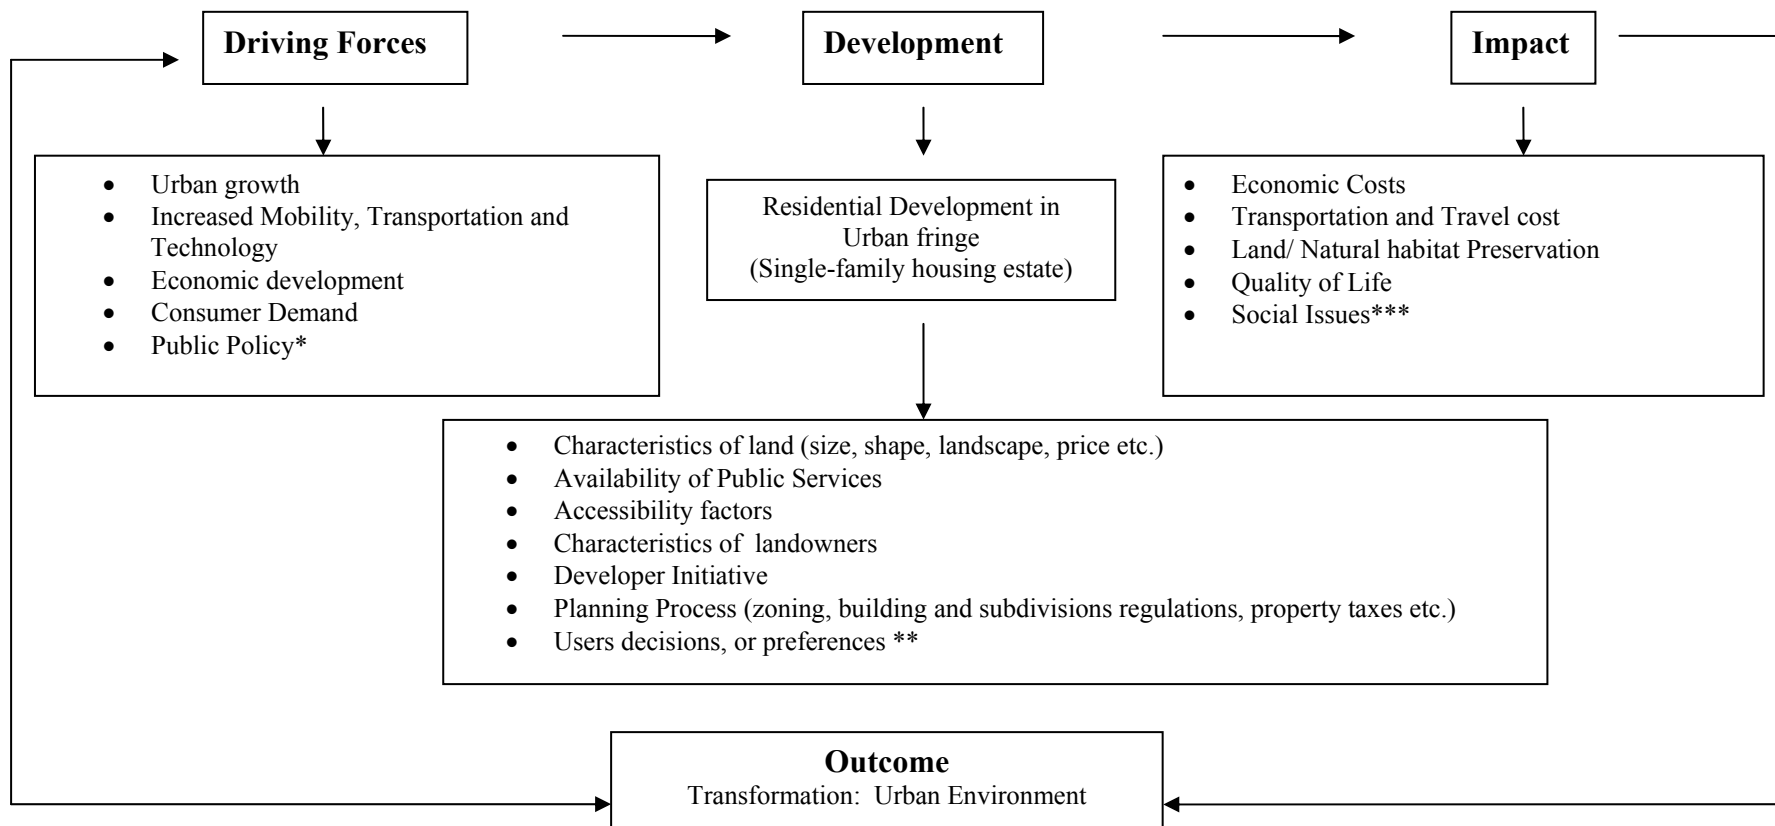 Driving Forces
Development
Impact
• Urban growth
• Increased Mobility, Transportation and
Technology
• Economic development
• Consumer Demand
• Public Policy*
Residential Development in
Urban fringe
(Single-family housing estate)
• Economic Costs
• Transportation and Travel cost
• Land/ Natural habitat Preservation
• Quality of Life
• Social Issues***
• Characteristics of land (size, shape, landscape, price etc.)
• Availability of Public Services
• Accessibility factors
• Characteristics of landowners
• Developer Initiative
• Planning Process (zoning, building and subdivisions regulations, property taxes etc.)
• Users decisions, or preferences **
Outcome
Transformation: Urban Environment